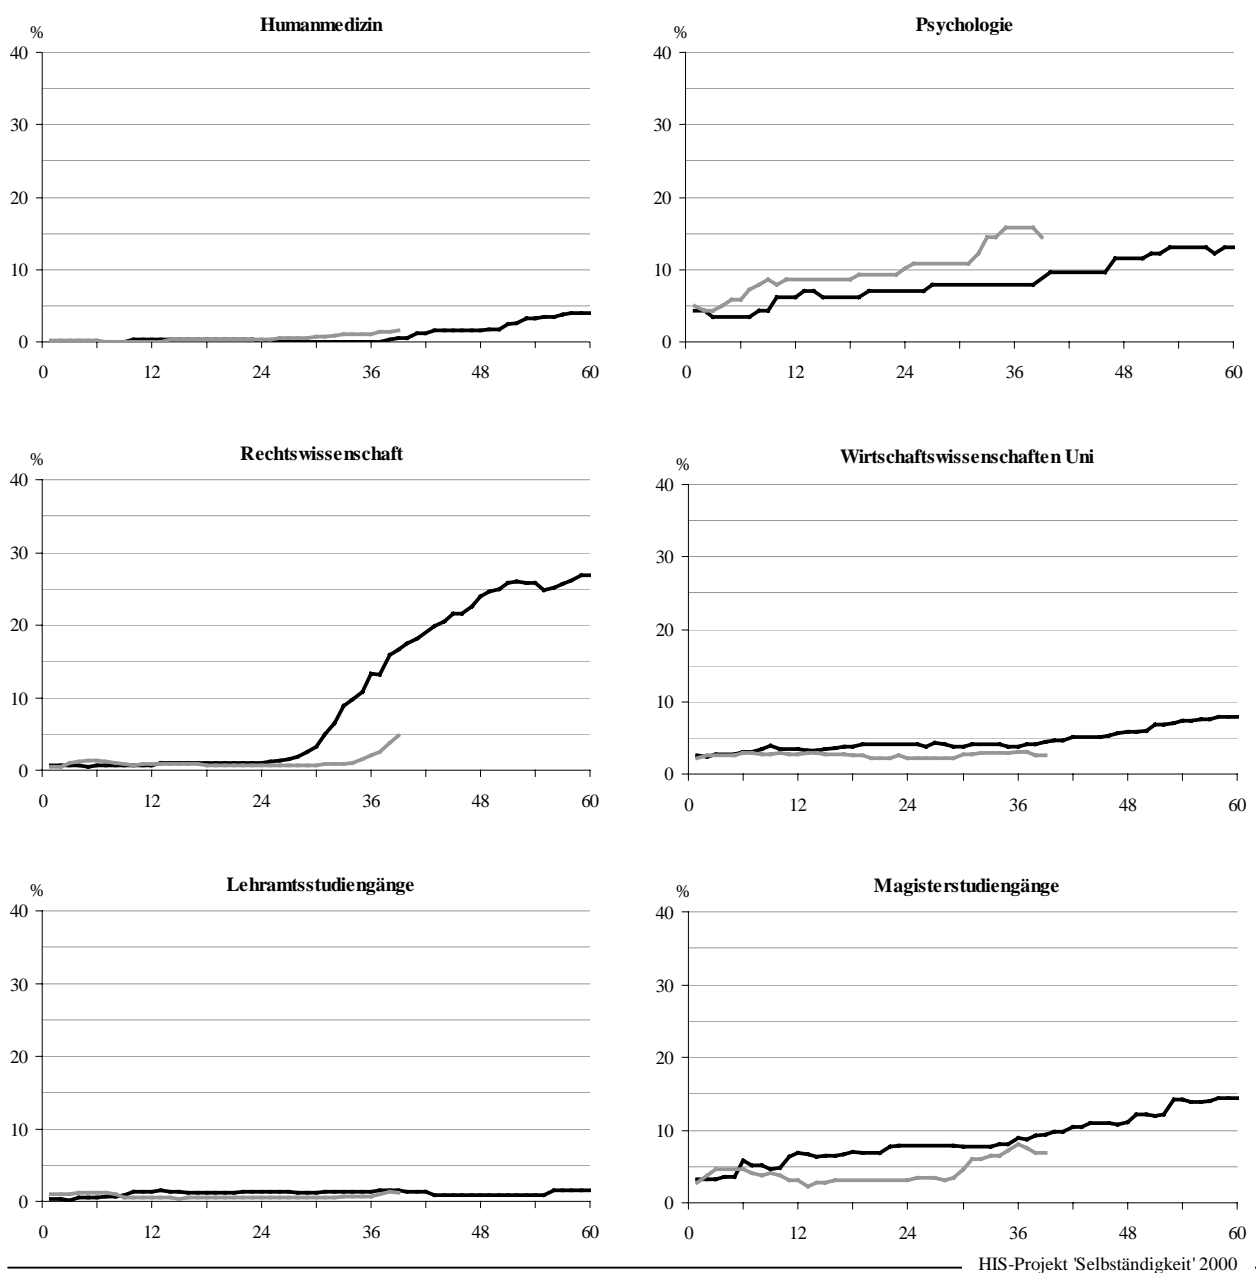 Humanmedizin
%
40
30
20
10
0
0 12 24 36 48 60
Psychologie
%
40
30
20
10
0
0 12 24 36 48 60
Rechtswissenschaft
%
40
30
20
10
0
0 12 24 36 48 60
Wirtschaftswissenschaften Uni
%
40
30
20
10
0
0 12 24 36 48 60
Lehramtsstudiengänge
%
40
30
20
10
0
0 12 24 36 48 60
Magisterstudiengänge
%
40
30
20
10
0
0 12 24 36 48 60
HIS-Projekt 'Selbständigkeit' 2000